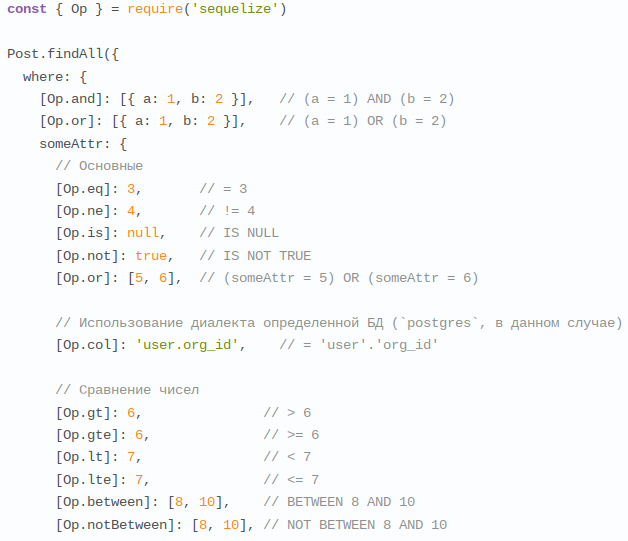 const { Op } = require('sequelize')

Post.findAll({
  where: {
    [Op.and]: [{ a: 1, b: 2 }],   // (a = 1) AND (b = 2)
    [Op.or]: [{ a: 1, b: 2 }],    // (a = 1) OR (b = 2)
    someAttr: {
      // Основные
      [Op.eq]: 3,       // = 3
      [Op.ne]: 4,       // != 4
      [Op.is]: null,    // IS NULL
      [Op.not]: true,   // IS NOT TRUE
      [Op.or]: [5, 6],  // (someAttr = 5) OR (someAttr = 6)

      // Использование диалекта определенной БД (`postgres`, в данном случае)
      [Op.col]: 'user.org_id',    // = 'user'.'org_id'

      // Сравнение чисел
      [Op.gt]: 6,               // > 6
      [Op.gte]: 6,              // >= 6
      [Op.lt]: 7,               // < 7
      [Op.lte]: 7,              // <= 7
      [Op.between]: [8, 10],    // BETWEEN 8 AND 10
      [Op.notBetween]: [8, 10], // NOT BETWEEN 8 AND 10